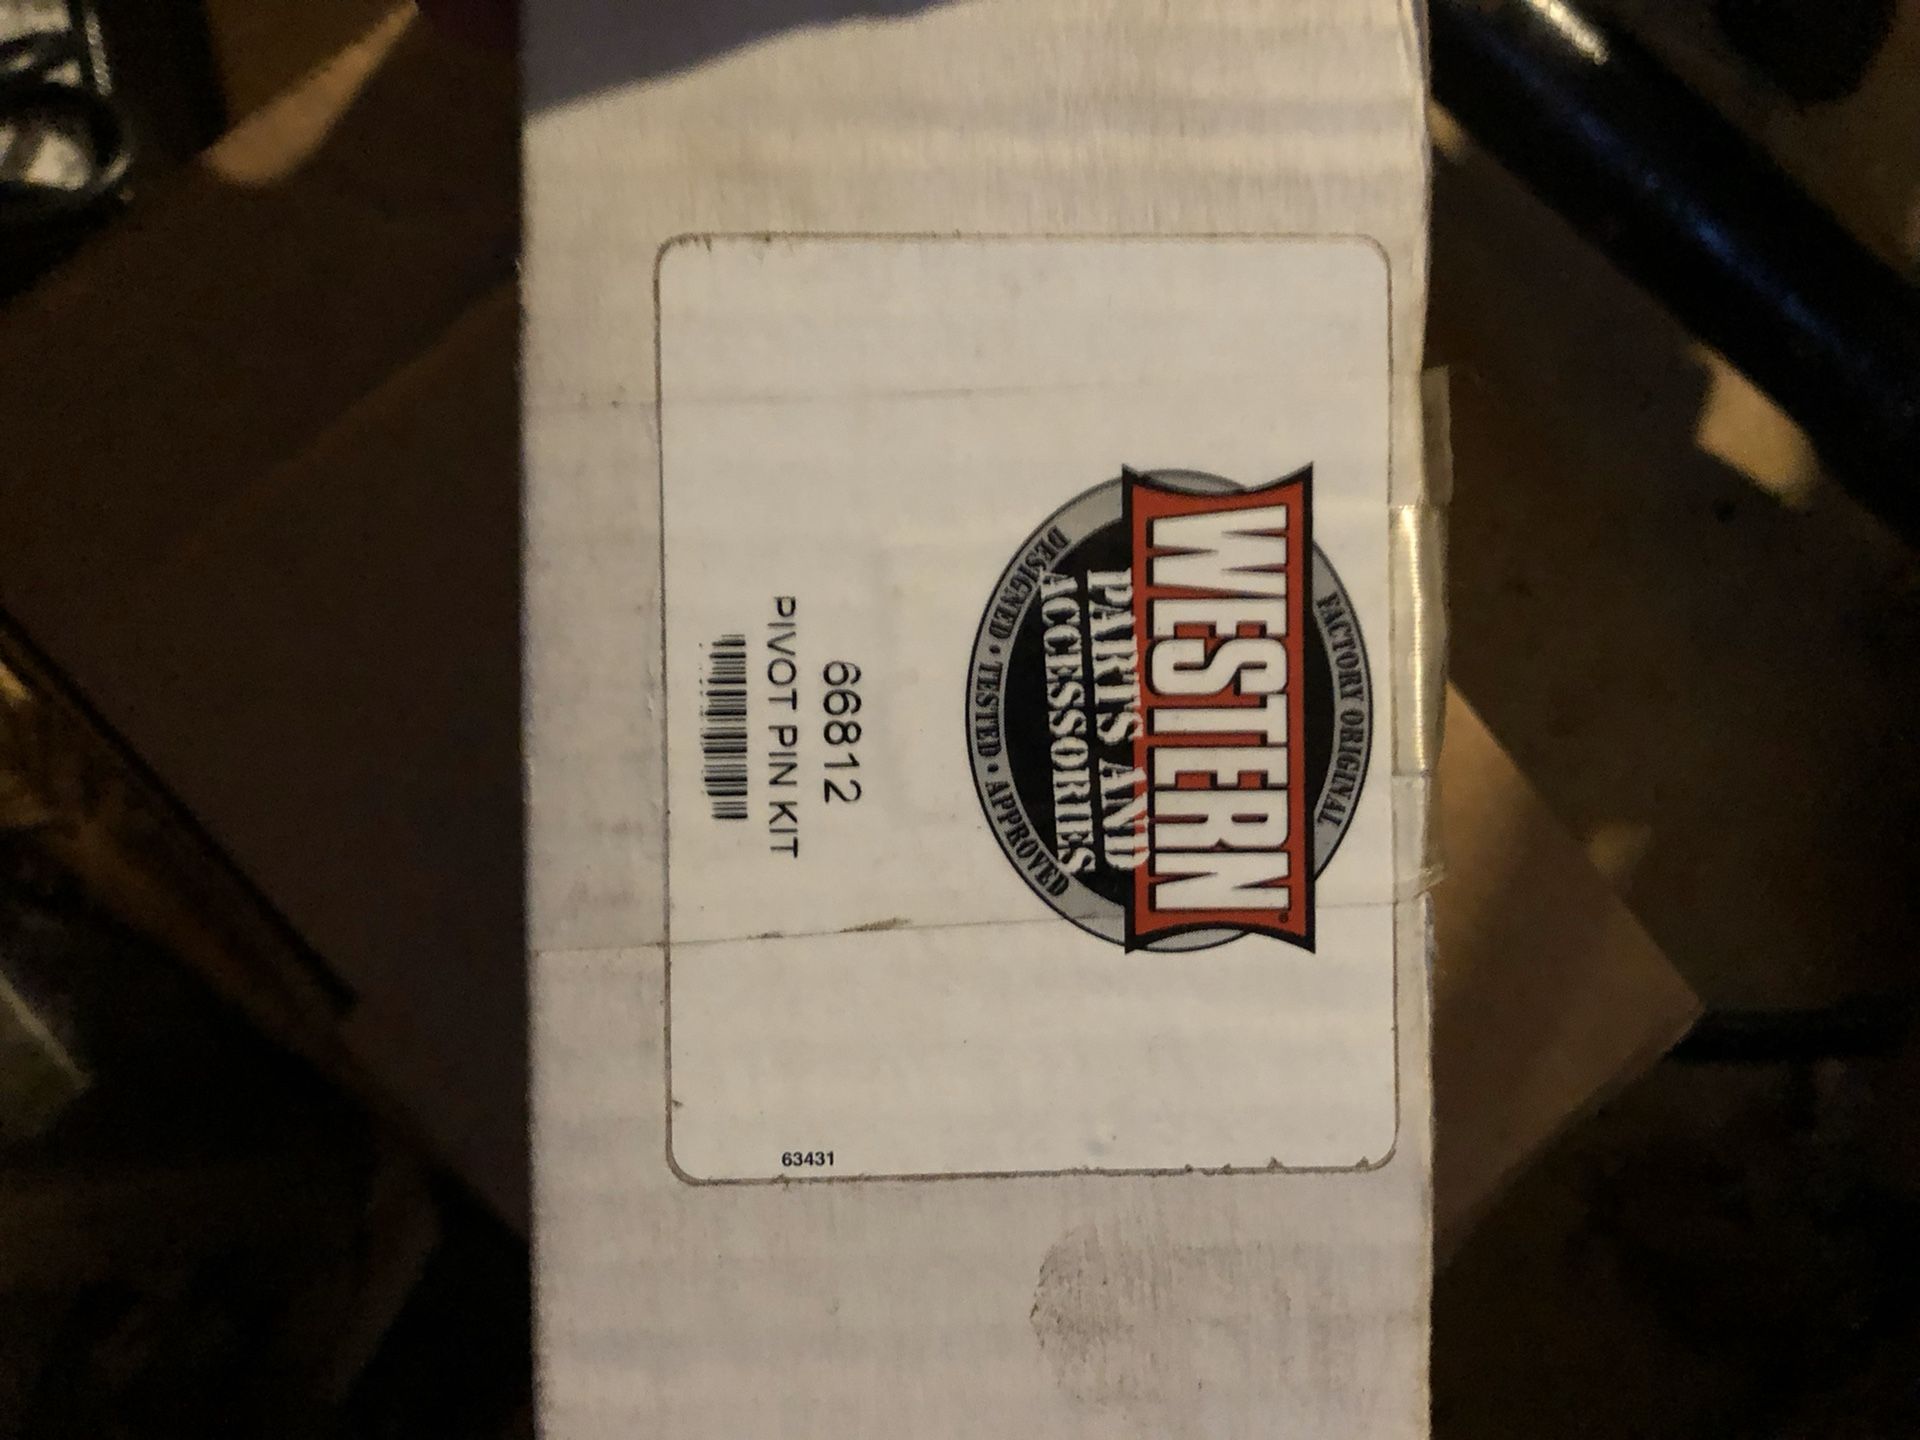 FACTORY ORIGINAL
WESTERN
PARTS AND
ACCESSORIES
DESIGNED • TESTED • APPROVED
66812
PIVOT PIN KIT
63431